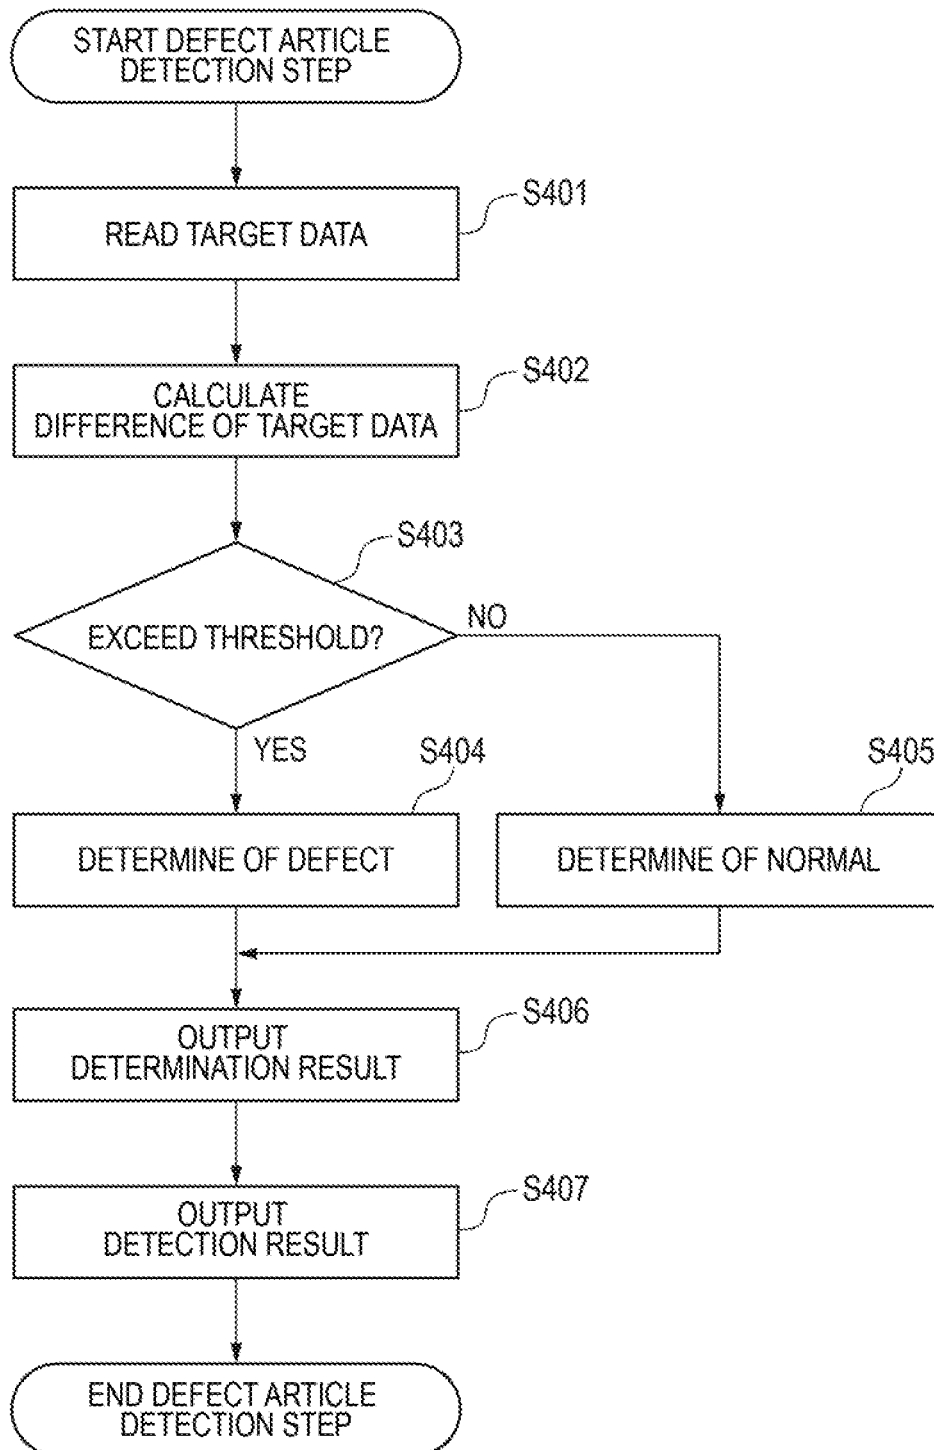 START DEFECT ARTICLE
DETECTION STEP
S401
READ TARGET DATA
S402
CALCULATE
DIFFERENCE OF TARGET DATA
S403
EXCEED THRESHOLD?
NO
YES
S404
S405
DETERMINE OF DEFECT
DETERMINE OF NORMAL
S406
OUTPUT
DETERMINATION RESULT
S407
OUTPUT
DETECTION RESULT
END DEFECT ARTICLE
DETECTION STEP